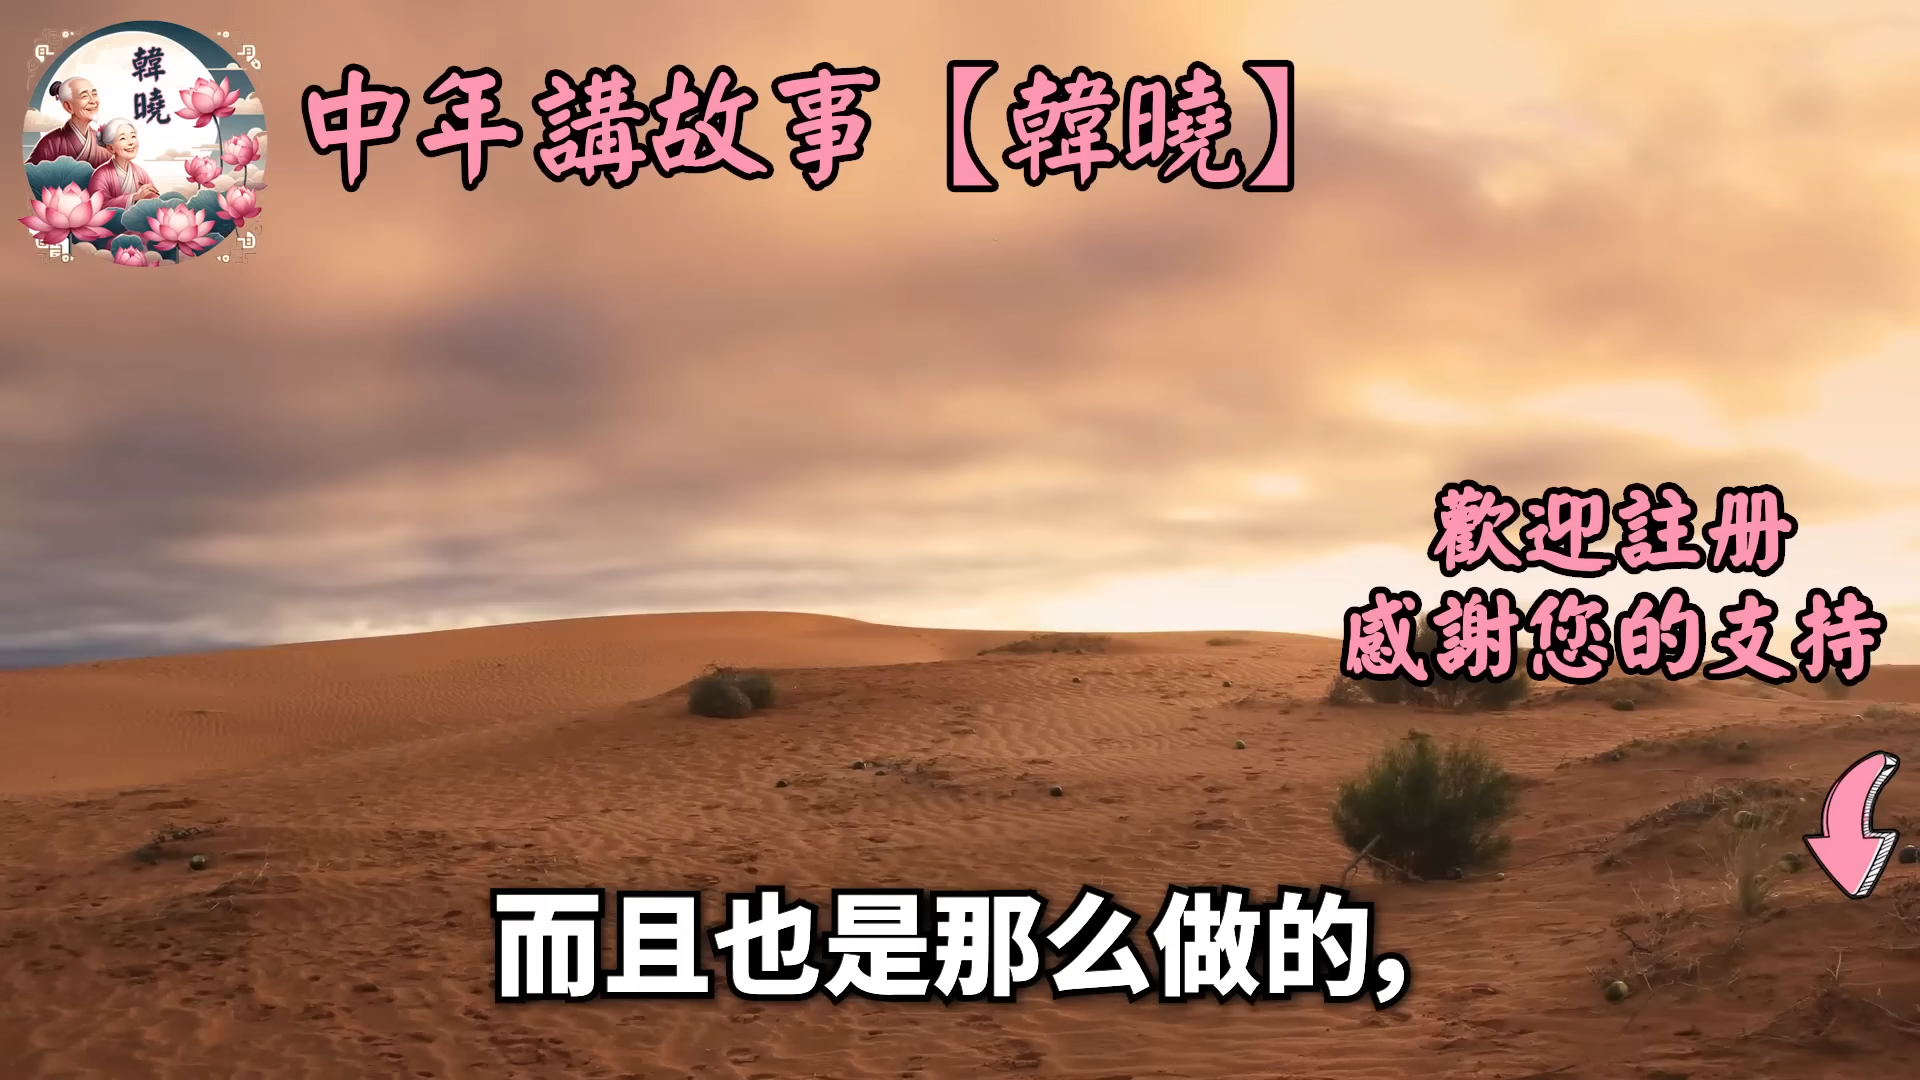 韓
曉
中年講故事【韓曉】
歡迎註册
感謝您的支持
而且也是那么做的,